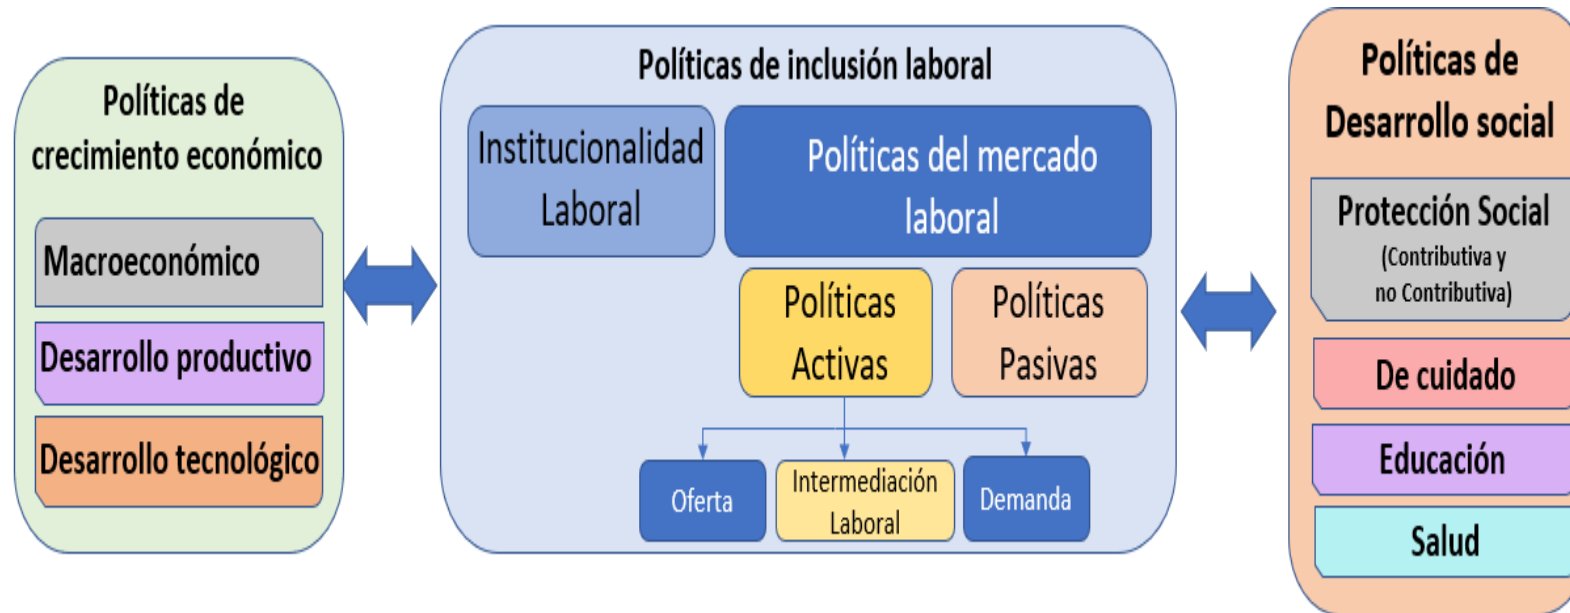 Políticas de
crecimiento económico
Macroeconómico
Desarrollo productivo
Desarrollo tecnológico
Políticas de inclusión laboral
Institucionalidad
Laboral
Políticas del mercado
laboral
Políticas
Activas
Políticas
Pasivas
Oferta
Intermediación
Laboral
Demanda
Políticas de
Desarrollo social
Protección Social
(Contributiva y
no Contributiva)
De cuidado
Educación
Salud